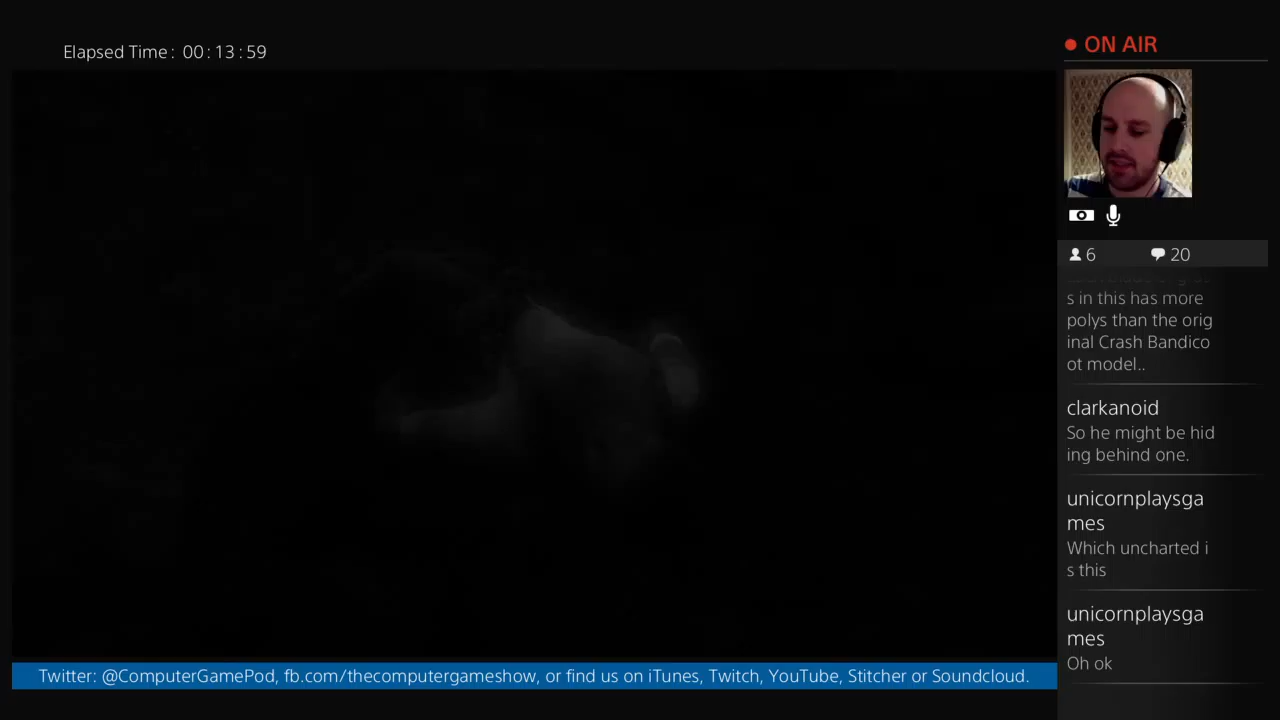 Elapsed Time: 00:13:59
ON AIR
6
20
s in this has more
polys than the orig
inal Crash Bandico
ot model..
clarkanoid
So he might be hid
ing behind one.
unicornplaysga
mes
Which uncharted i
s this
unicornplaysga
mes
Oh ok
Twitter: @ComputerGamePod, fb.com/thecomputergameshow, or find us on iTunes, Twitch, YouTube, Stitcher or Soundcloud.